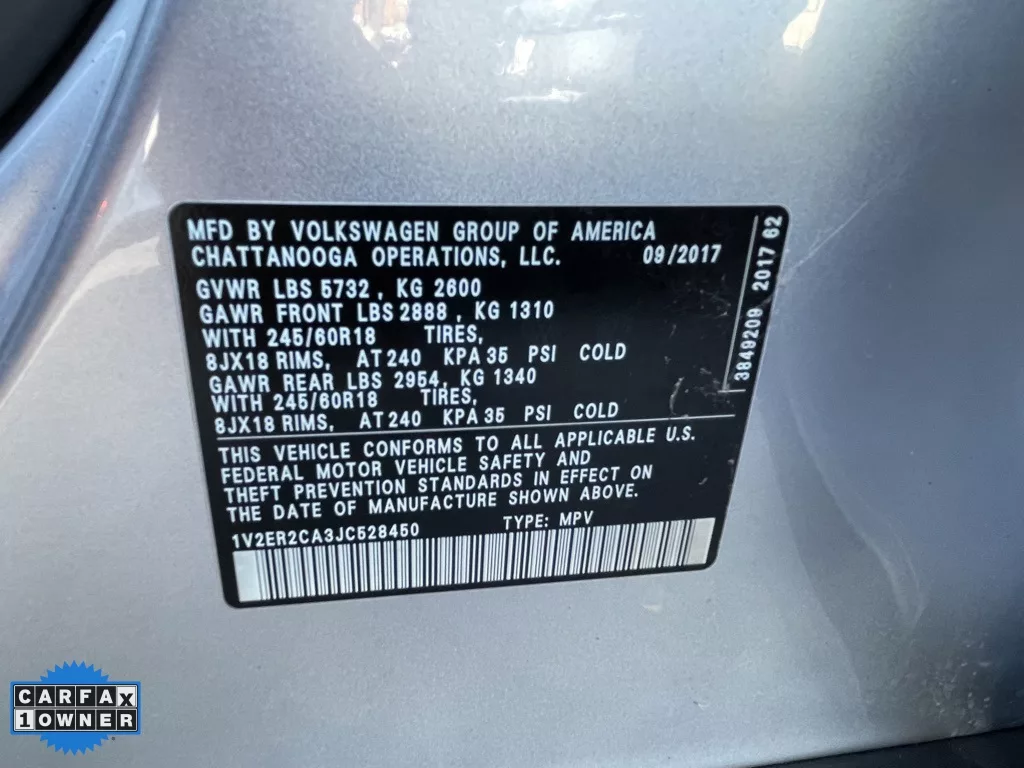 MFD BY VOLKSWAGEN GROUP OF AMERICA
CHATTANOOGA OPERATIONS, LLC. 09/2017
GVWR LBS 5732, KG 2600
GAWR FRONT LBS 2888, KG 1310
WITH 245/60R18 TIRES,
8JX18 RIMS, AT 240 KPA 35 PSI COLD
GAWR REAR LBS 2954, KG 1340
WITH 245/60R18 TIRES,
8JX18 RIMS, AT 240 KPA 35 PSI COLD
THIS VEHICLE CONFORMS TO ALL APPLICABLE U.S.
FEDERAL MOTOR VEHICLE SAFETY AND
THEFT PREVENTION STANDARDS IN EFFECT ON
THE DATE OF MANUFACTURE SHOWN ABOVE.
1V2ER2CA3JC528450 TYPE: MPV
3849209 2017 62
CARFAX
1 OWNER